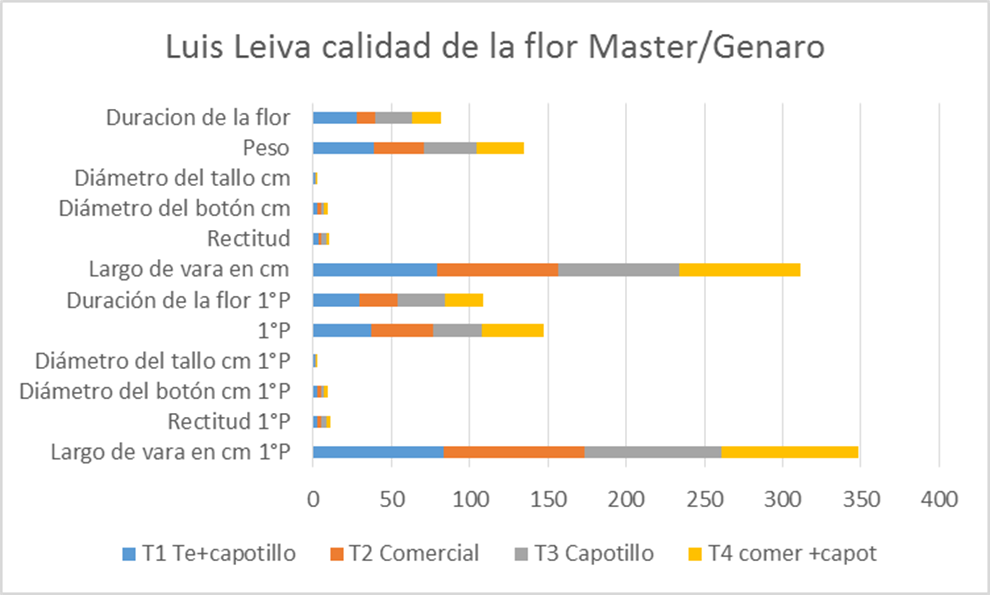 Luis Leiva calidad de la flor Master/Genaro
Duracion de la flor
Peso
Diámetro del tallo cm
Diámetro del botón cm
Rectitud
Largo de vara en cm
Duración de la flor 1°P
1°P
Diámetro del tallo cm 1°P
Diámetro del botón cm 1°P
Rectitud 1°P
Largo de vara en cm 1°P
0 50 100 150 200 250 300 350 400
T1 Te+capotillo T2 Comercial T3 Capotillo T4 comer +capot